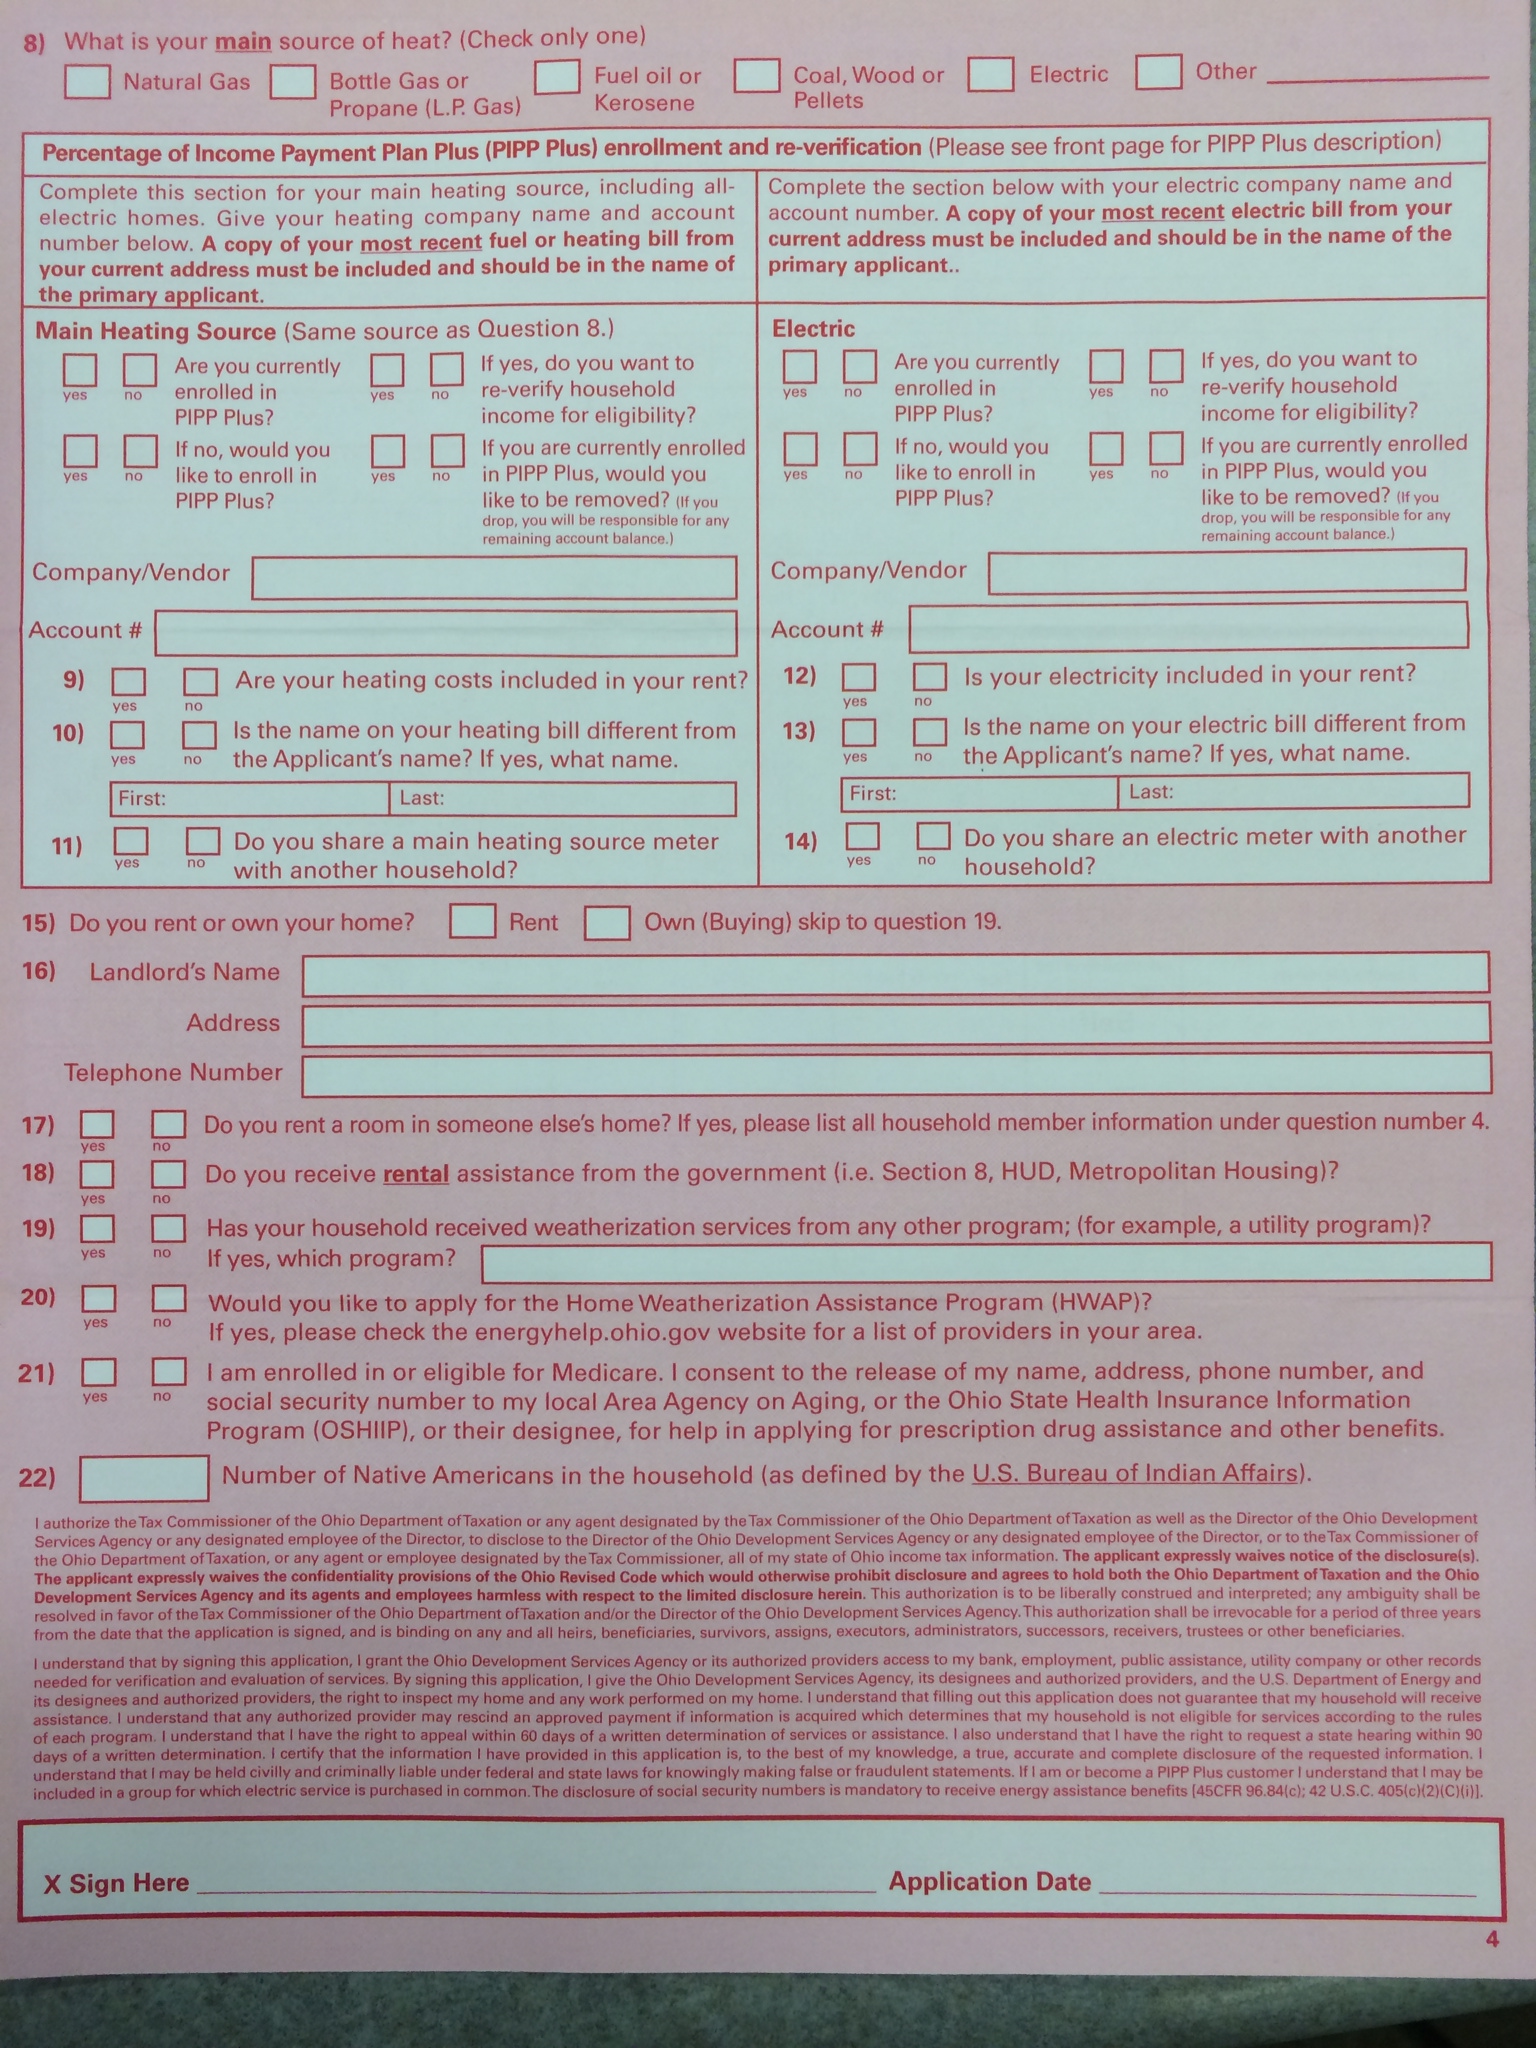 8) What is your main source of heat? (Check only one)
Natural Gas
Bottle Gas or
Propane (L.P. Gas)
Fuel oil or
Kerosene
Coal, Wood or
Pellets
Electric
Other
Percentage of Income Payment Plan Plus (PIPP Plus) enrollment and re-verification (Please see front page for PIPP Plus description)
Complete this section for your main heating source, including all-
electric homes. Give your heating company name and account
number below. A copy of your most recent fuel or heating bill from
your current address must be included and should be in the name of
the primary applicant.
Complete the section below with your electric company name and
account number. A copy of your most recent electric bill from your
current address must be included and should be in the name of the
primary applicant..
Main Heating Source (Same source as Question 8.)
yes no Are you currently
enrolled in
PIPP Plus?
yes no If yes, do you want to
re-verify household
income for eligibility?
yes no If no, would you
like to enroll in
PIPP Plus?
yes no If you are currently enrolled
in PIPP Plus, would you
like to be removed? (If you
drop, you will be responsible for any
remaining account balance.)
Company/Vendor
Account #
9) yes no Are your heating costs included in your rent?
10) yes no Is the name on your heating bill different from
the Applicant's name? If yes, what name.
First: Last:
11) yes no Do you share a main heating source meter
with another household?
Electric
yes no Are you currently
enrolled in
PIPP Plus?
yes no If yes, do you want to
re-verify household
income for eligibility?
yes no If no, would you
like to enroll in
PIPP Plus?
yes no If you are currently enrolled
in PIPP Plus, would you
like to be removed? (If you
drop, you will be responsible for any
remaining account balance.)
Company/Vendor
Account #
12) yes no Is your electricity included in your rent?
13) yes no Is the name on your electric bill different from
the Applicant's name? If yes, what name.
First: Last:
14) yes no Do you share an electric meter with another
household?
15) Do you rent or own your home? Rent Own (Buying) skip to question 19.
16) Landlord's Name
Address
Telephone Number
17) yes no Do you rent a room in someone else's home? If yes, please list all household member information under question number 4.
18) yes no Do you receive rental assistance from the government (i.e. Section 8, HUD, Metropolitan Housing)?
19) yes no Has your household received weatherization services from any other program; (for example, a utility program)?
If yes, which program?
20) yes no Would you like to apply for the Home Weatherization Assistance Program (HWAP)?
If yes, please check the energyhelp.ohio.gov website for a list of providers in your area.
21) yes no I am enrolled in or eligible for Medicare. I consent to the release of my name, address, phone number, and
social security number to my local Area Agency on Aging, or the Ohio State Health Insurance Information
Program (OSHIIP), or their designee, for help in applying for prescription drug assistance and other benefits.
22) Number of Native Americans in the household (as defined by the U.S. Bureau of Indian Affairs).
I authorize the Tax Commissioner of the Ohio Department of Taxation or any agent designated by the Tax Commissioner of the Ohio Department of Taxation as well as the Director of the Ohio Development
Services Agency or any designated employee of the Director, to disclose to the Director of the Ohio Development Services Agency or any designated employee of the Director, or to the Tax Commissioner of
the Ohio Department of Taxation, or any agent or employee designated by the Tax Commissioner, all of my state of Ohio income tax information. The applicant expressly waives notice of the disclosure(s).
The applicant expressly waives the confidentiality provisions of the Ohio Revised Code which would otherwise prohibit disclosure and agrees to hold both the Ohio Department of Taxation and the Ohio
Development Services Agency and its agents and employees harmless with respect to the limited disclosure herein. This authorization is to be liberally construed and interpreted; any ambiguity shall be
resolved in favor of the Tax Commissioner of the Ohio Department of Taxation and/or the Director of the Ohio Development Services Agency. This authorization shall be irrevocable for a period of three years
from the date that the application is signed, and is binding on any and all heirs, beneficiaries, survivors, assigns, executors, administrators, successors, receivers, trustees or other beneficiaries.
I understand that by signing this application, I grant the Ohio Development Services Agency or its authorized providers access to my bank, employment, public assistance, utility company or other records
needed for verification and evaluation of services. By signing this application, I give the Ohio Development Services Agency, its designees and authorized providers, and the U.S. Department of Energy and
its designees and authorized providers, the right to inspect my home and any work performed on my home. I understand that filling out this application does not guarantee that my household will receive
assistance. I understand that any authorized provider may rescind an approved payment if information is acquired which determines that my household is not eligible for services according to the rules
of each program. I understand that I have the right to appeal within 60 days of a written determination of services or assistance. I also understand that I have the right to request a state hearing within 90
days of a written determination. I certify that the information I have provided in this application is, to the best of my knowledge, a true, accurate and complete disclosure of the requested information. I
understand that I may be held civilly and criminally liable under federal and state laws for knowingly making false or fraudulent statements. If I am or become a PIPP Plus customer I understand that I may be
included in a group for which electric service is purchased in common. The disclosure of social security numbers is mandatory to receive energy assistance benefits [45CFR 96.84(c); 42 U.S.C. 405(c)(2)(C)(i)].
X Sign Here Application Date
4